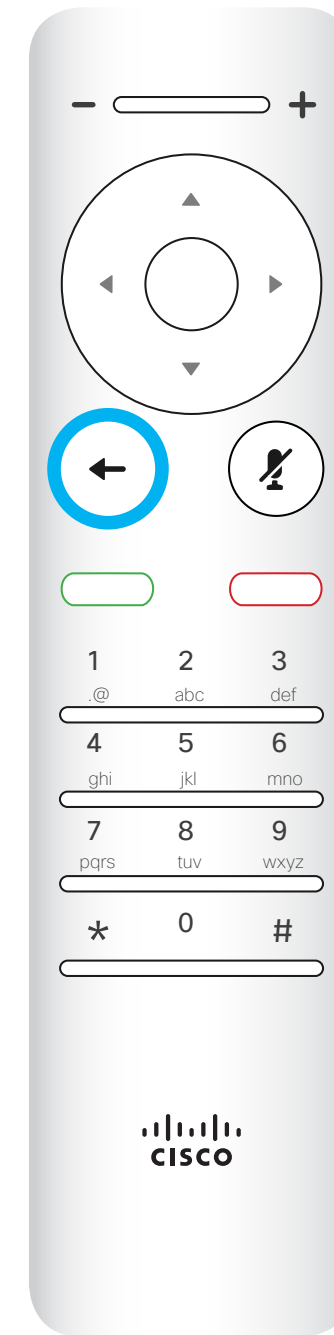 - +
1 2 3
.@ abc def
4 5 6
ghi jkl mno
7 8 9
pqrs tuv wxyz
* 0 #
CISCO